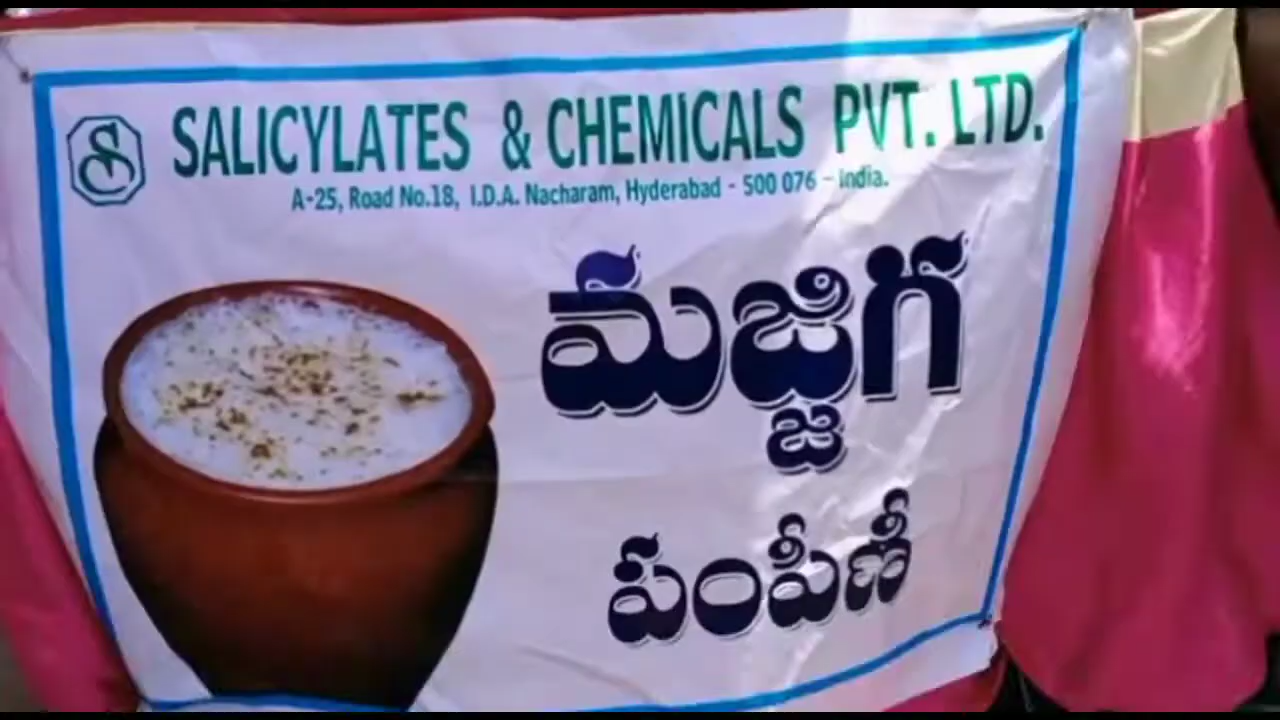 SALICYLATES & CHEMICALS PVT. LTD.
A-25, Road No.18, I.D.A. Nacharam, Hyderabad - 500 076 - India.
మజ్జిగ
పంపిణీ